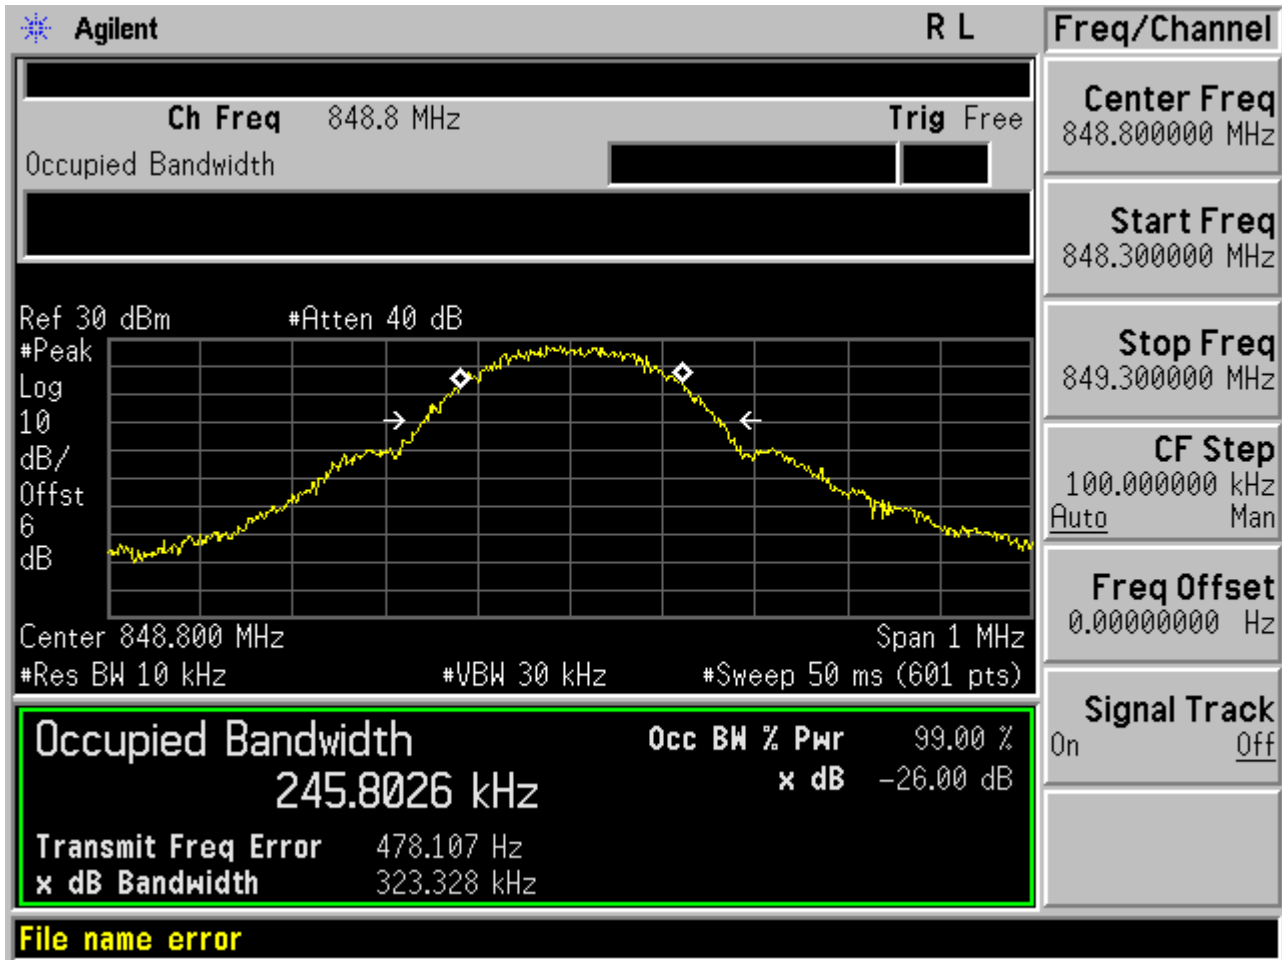 Agilent R L Freq/Channel
Ch Freq 848.8 MHz Trig Free
Occupied Bandwidth
Center Freq
848.800000 MHz
Start Freq
848.300000 MHz
Stop Freq
849.300000 MHz
CF Step
100.000000 kHz
Auto Man
Freq Offset
0.00000000 Hz
Signal Track
On Off
Ref 30 dBm #Atten 40 dB
#Peak
Log
10
dB/
Offst
6
dB
Center 848.800 MHz Span 1 MHz
#Res BW 10 kHz #VBW 30 kHz #Sweep 50 ms (601 pts)
Occupied Bandwidth Occ BW % Pwr 99.00 %
245.8026 kHz x dB -26.00 dB
Transmit Freq Error 478.107 Hz
x dB Bandwidth 323.328 kHz
File name error